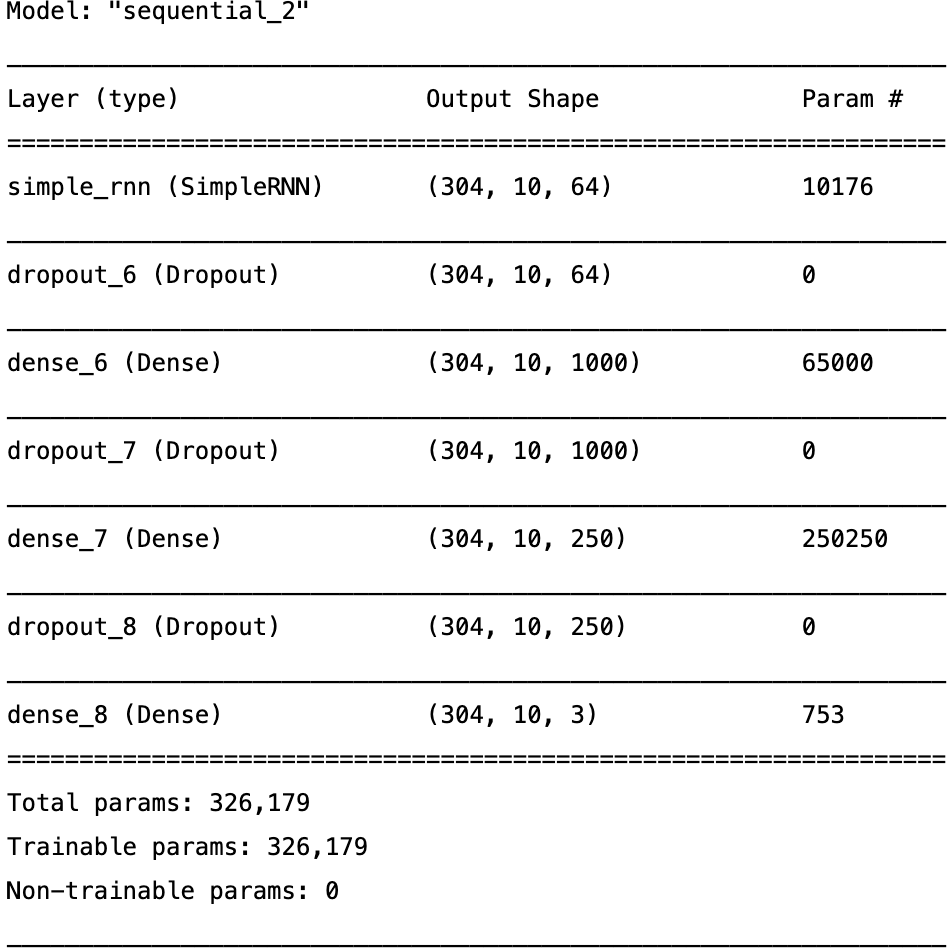 Model: "sequential_2"
Layer (type) Output Shape Param #
=================================================================
simple_rnn (SimpleRNN) (304, 10, 64) 10176
dropout_6 (Dropout) (304, 10, 64) 0
dense_6 (Dense) (304, 10, 1000) 65000
dropout_7 (Dropout) (304, 10, 1000) 0
dense_7 (Dense) (304, 10, 250) 250250
dropout_8 (Dropout) (304, 10, 250) 0
dense_8 (Dense) (304, 10, 3) 753
=================================================================
Total params: 326,179
Trainable params: 326,179
Non-trainable params: 0